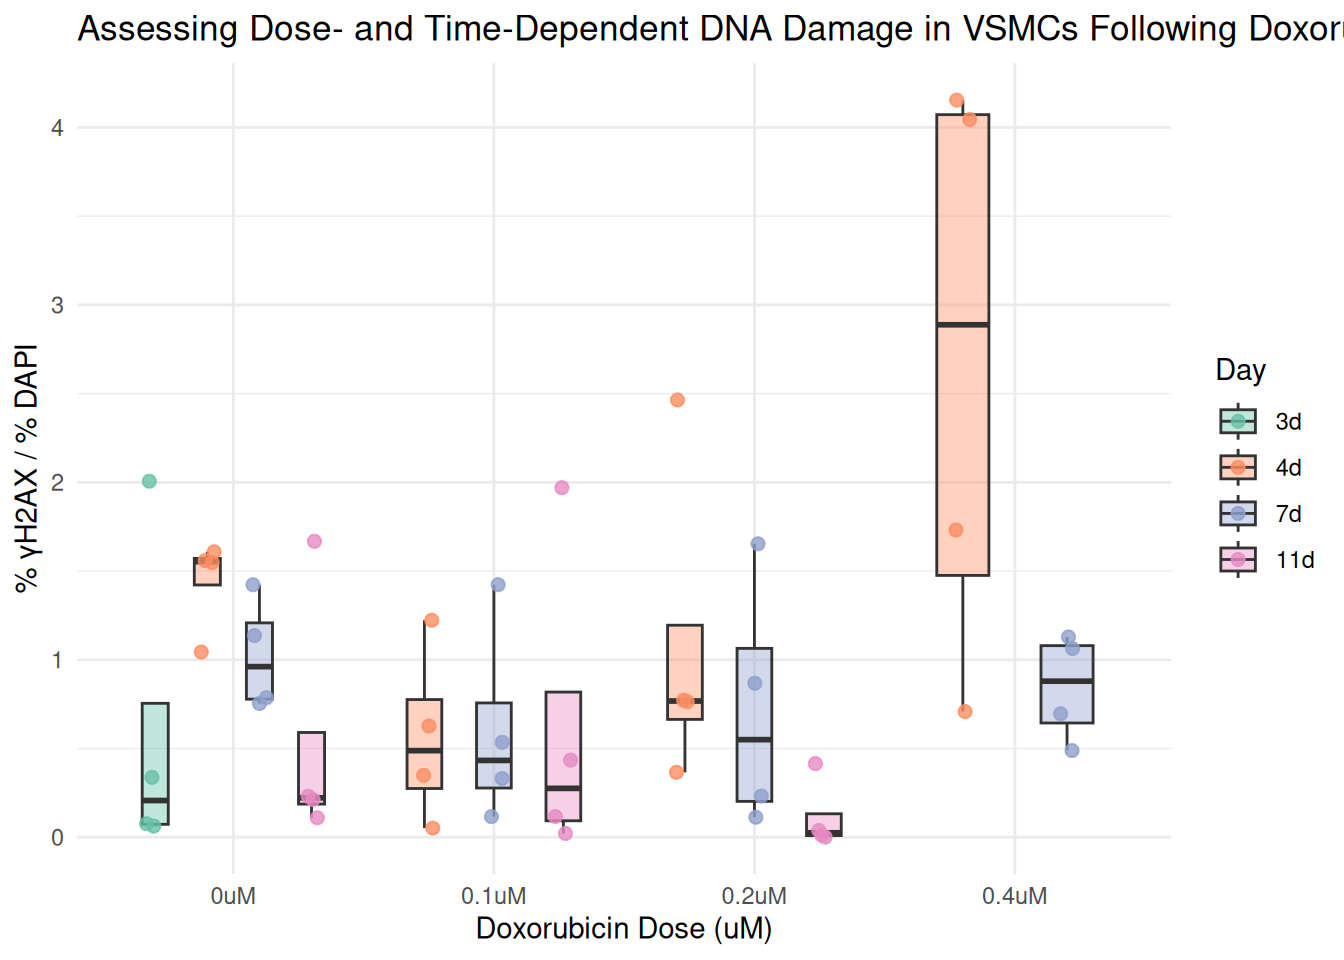 Assessing Dose- and Time-Dependent DNA Damage in VSMCs Following
% γH2AX / % DAPI
4
3
2
1
0
0uM 0.1uM 0.2uM 0.4uM
Doxorubicin Dose (uM)
Day
3d
4d
7d
11d